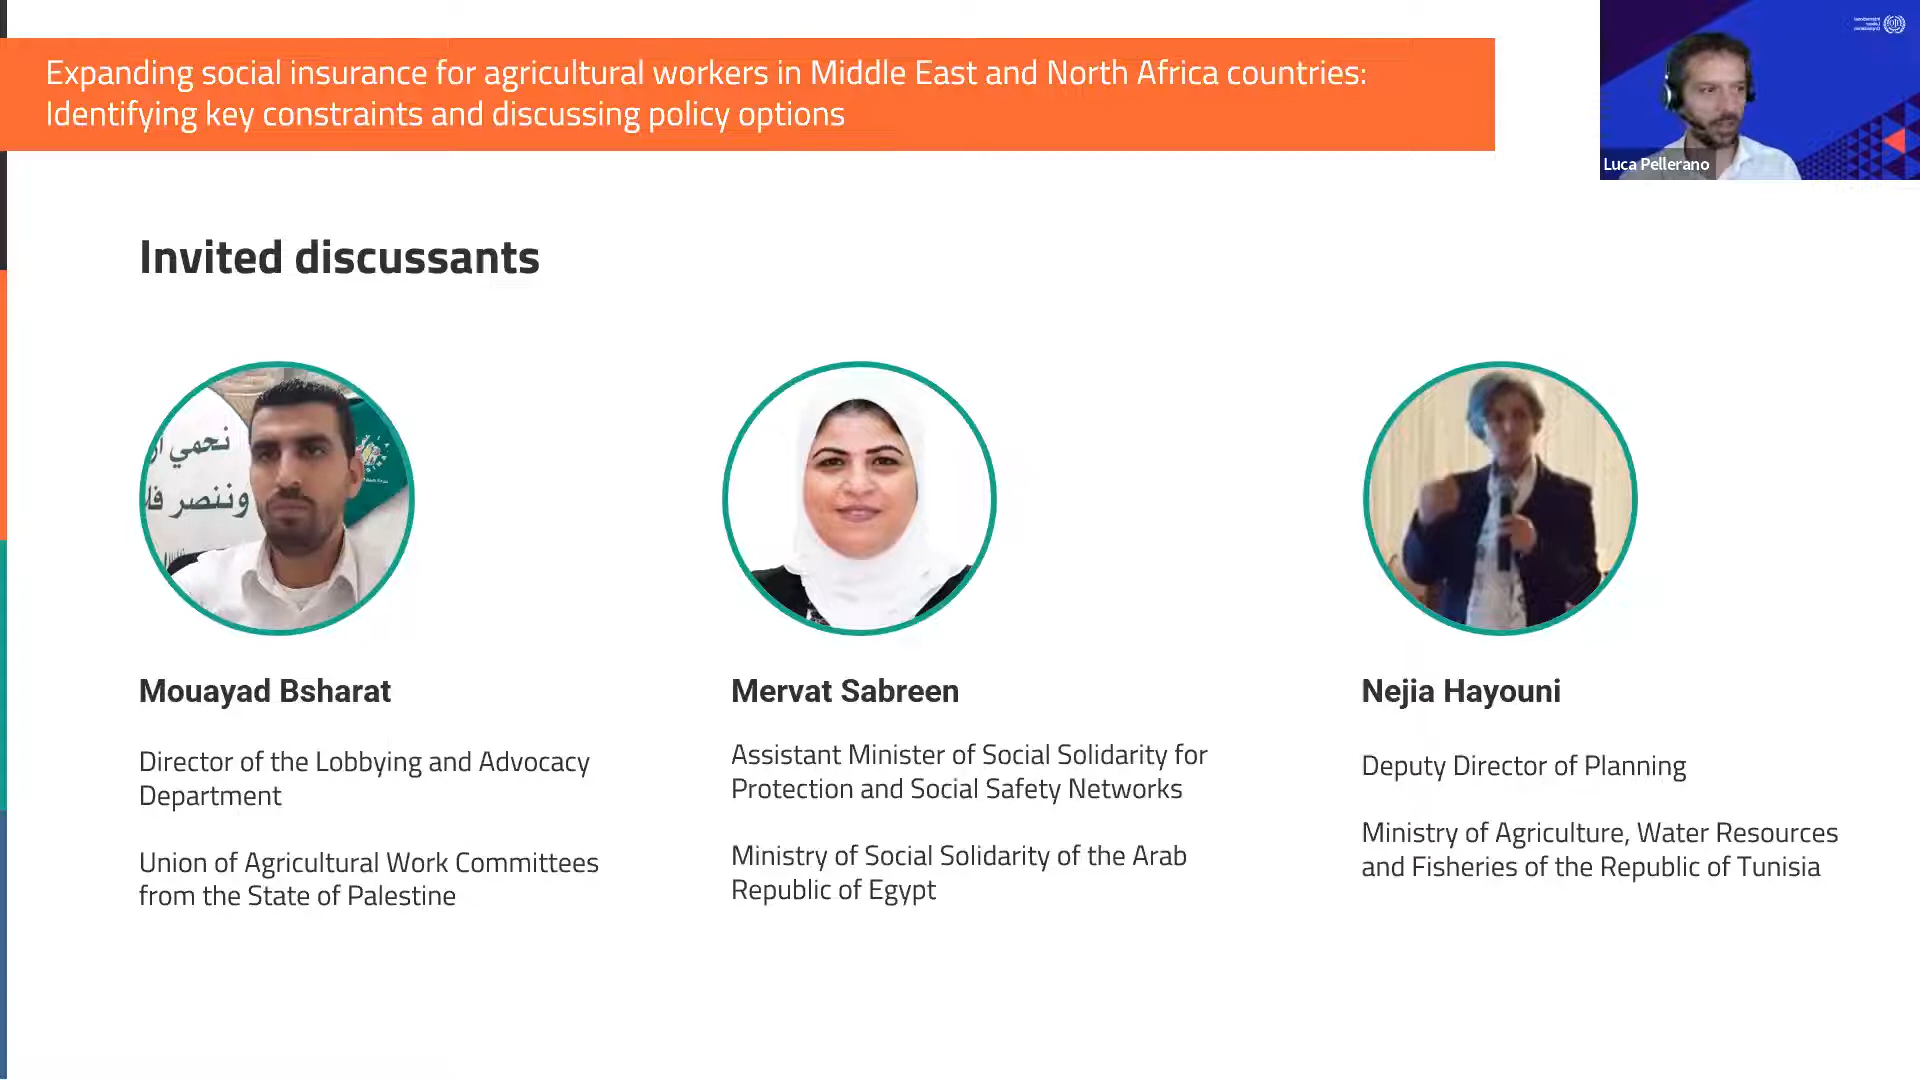 Expanding social insurance for agricultural workers in Middle East and North Africa countries:
Identifying key constraints and discussing policy options
Luca Pellerano
Invited discussants
نحمي ار
وننصر فلا
Mouayad Bsharat
Director of the Lobbying and Advocacy
Department
Union of Agricultural Work Committees
from the State of Palestine
Mervat Sabreen
Assistant Minister of Social Solidarity for
Protection and Social Safety Networks
Ministry of Social Solidarity of the Arab
Republic of Egypt
Nejia Hayouni
Deputy Director of Planning
Ministry of Agriculture, Water Resources
and Fisheries of the Republic of Tunisia